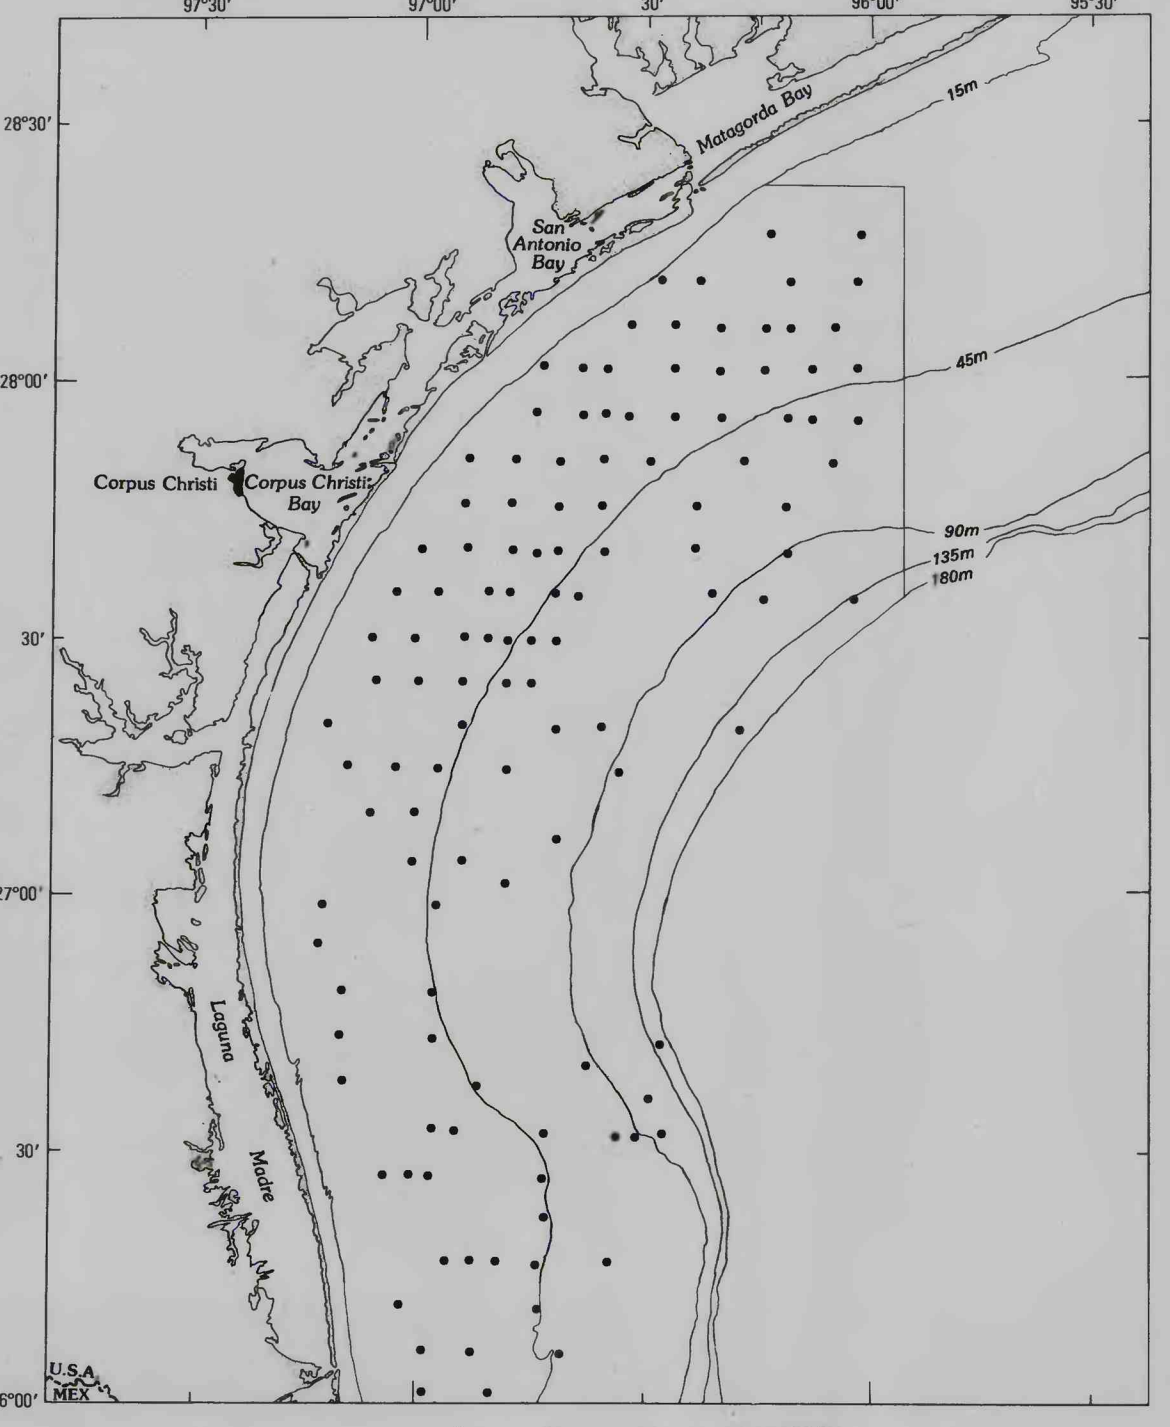 97°30′ 97°00′ 30′ 96°00′ 95°30′
15m
Matagorda Bay
28°30′
San
Antonio
Bay
45m
28°00′
Corpus Christi
Corpus Christi
Bay
90m
135m
180m
30′
27°00′
Laguna
Madre
30′
U.S.A
MEX
6°00′